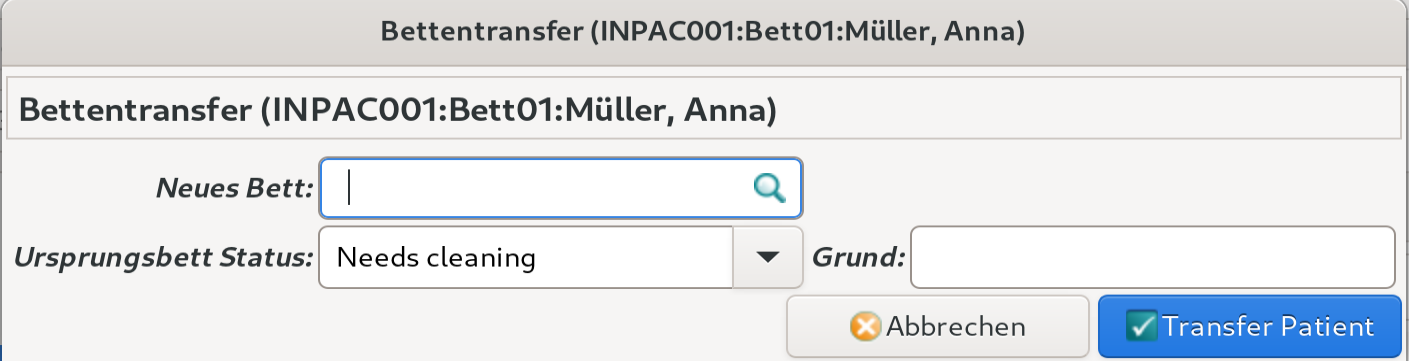 Bettentransfer (INPAC001:Bett01:Müller, Anna)
Bettentransfer (INPAC001:Bett01:Müller, Anna)
Neues Bett:
Ursprungsbett Status: Needs cleaning Grund:
Abbrechen Transfer Patient